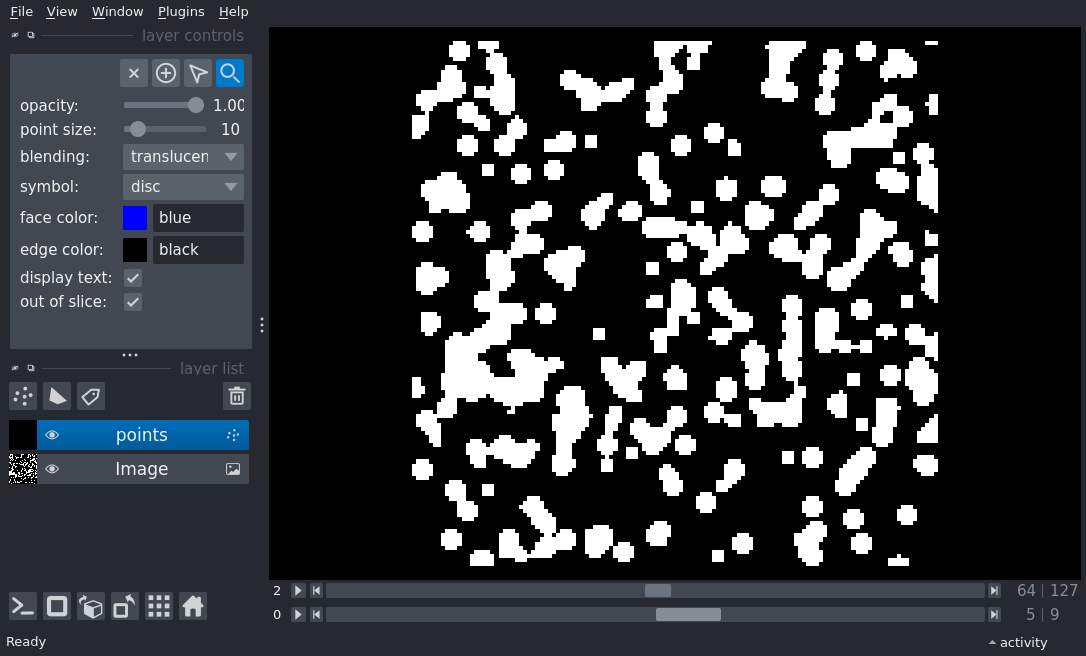 File View Window Plugins Help
layer controls
opacity: 1.00
point size: 10
blending: translucen
symbol: disc
face color: blue
edge color: black
display text:
out of slice:
layer list
points
Image
2 64 127
0 5 9
Ready activity